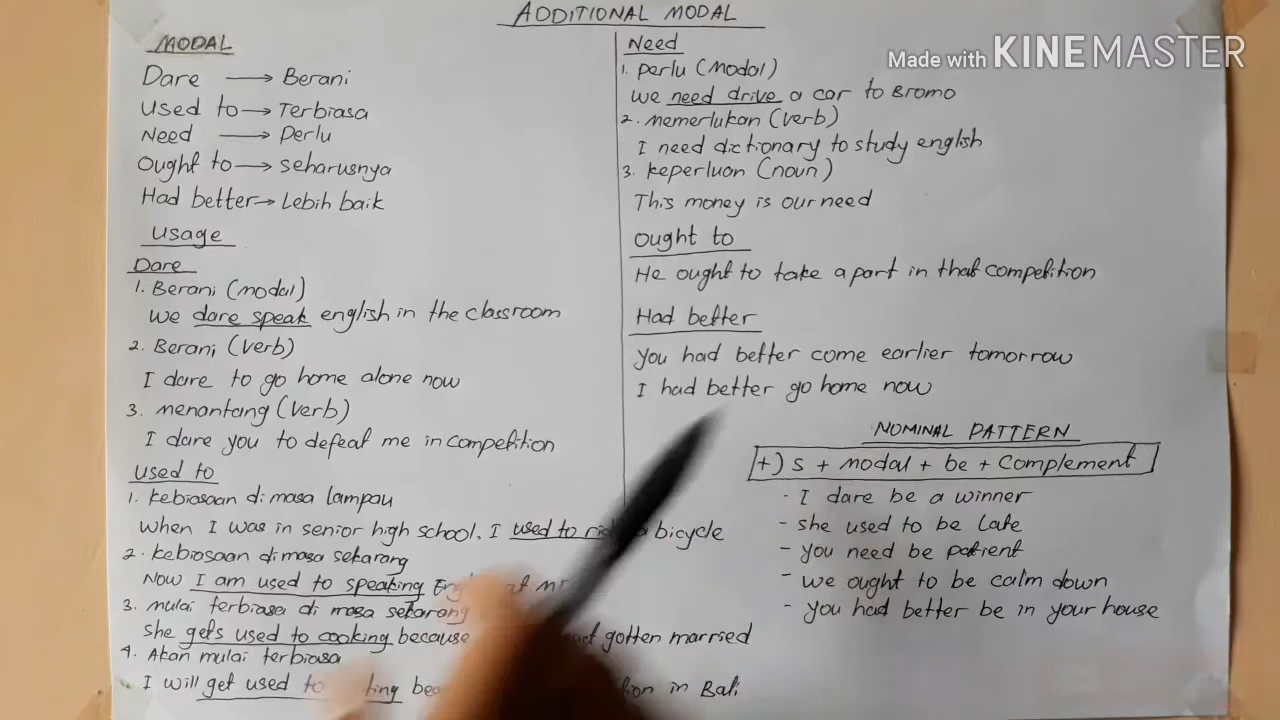 ADDITIONAL MODAL
Made with KINEMASTER
MODAL
Dare → Berani
Used to → Terbiasa
Need → Perlu
Ought to → seharusnya
Had better → Lebih baik
Usage
Dare
1. Berani (modal)
we dare speak english in the classroom
2. Berani (verb)
I dare to go home alone now
3. menantang (verb)
I dare you to defeat me in competition
used to
1. kebiasaan di masa lampau
when I was in senior high school, I used to bicycle
2. kebiasaan di masa sekarang
Now I am used to speaking
3. mulai terbiasa di masa sekarang
she gets used to cooking because gotten married
4. Akan mulai terbiasa
I will get used to in Bali
Need
1. perlu (modal)
we need drive a car to Bromo
2. memerlukan (verb)
I need dictionary to study english
3. keperluan (noun)
This money is our need
Ought to
He ought to take a part in that competition
Had better
you had better come earlier tomorrow
I had better go home now
NOMINAL PATTERN
+) s + modal + be + complement
- I dare be a winner
- she used to be late
- you need be patient
- we ought to be calm down
- you had better be in your house